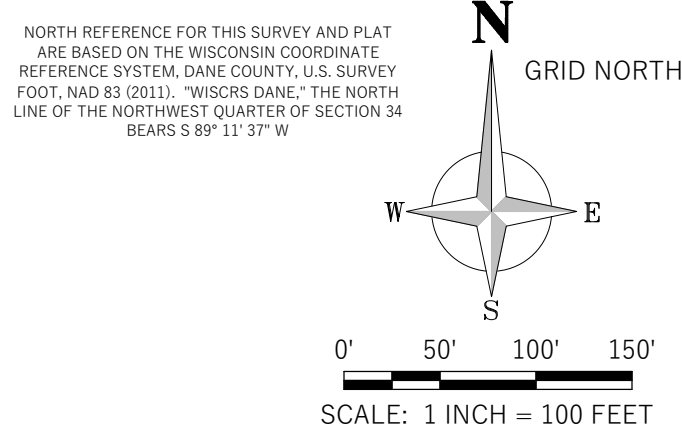 NORTH REFERENCE FOR THIS SURVEY AND PLAT
ARE BASED ON THE WISCONSIN COORDINATE
REFERENCE SYSTEM, DANE COUNTY, U.S. SURVEY
FOOT, NAD 83 (2011).  "WISCRS DANE," THE NORTH
LINE OF THE NORTHWEST QUARTER OF SECTION 34
BEARS S 89° 11' 37" W
N
GRID NORTH
W
E
S
0' 50' 100' 150'
SCALE:  1 INCH = 100 FEET